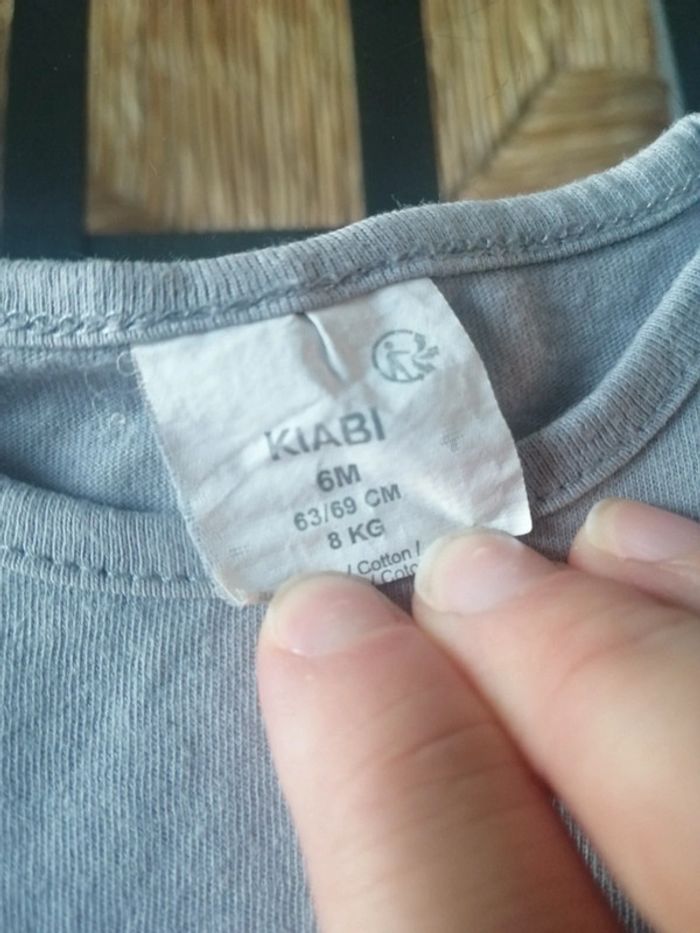 KIABI
6M
63/69 CM
8 KG
/ Cotton /